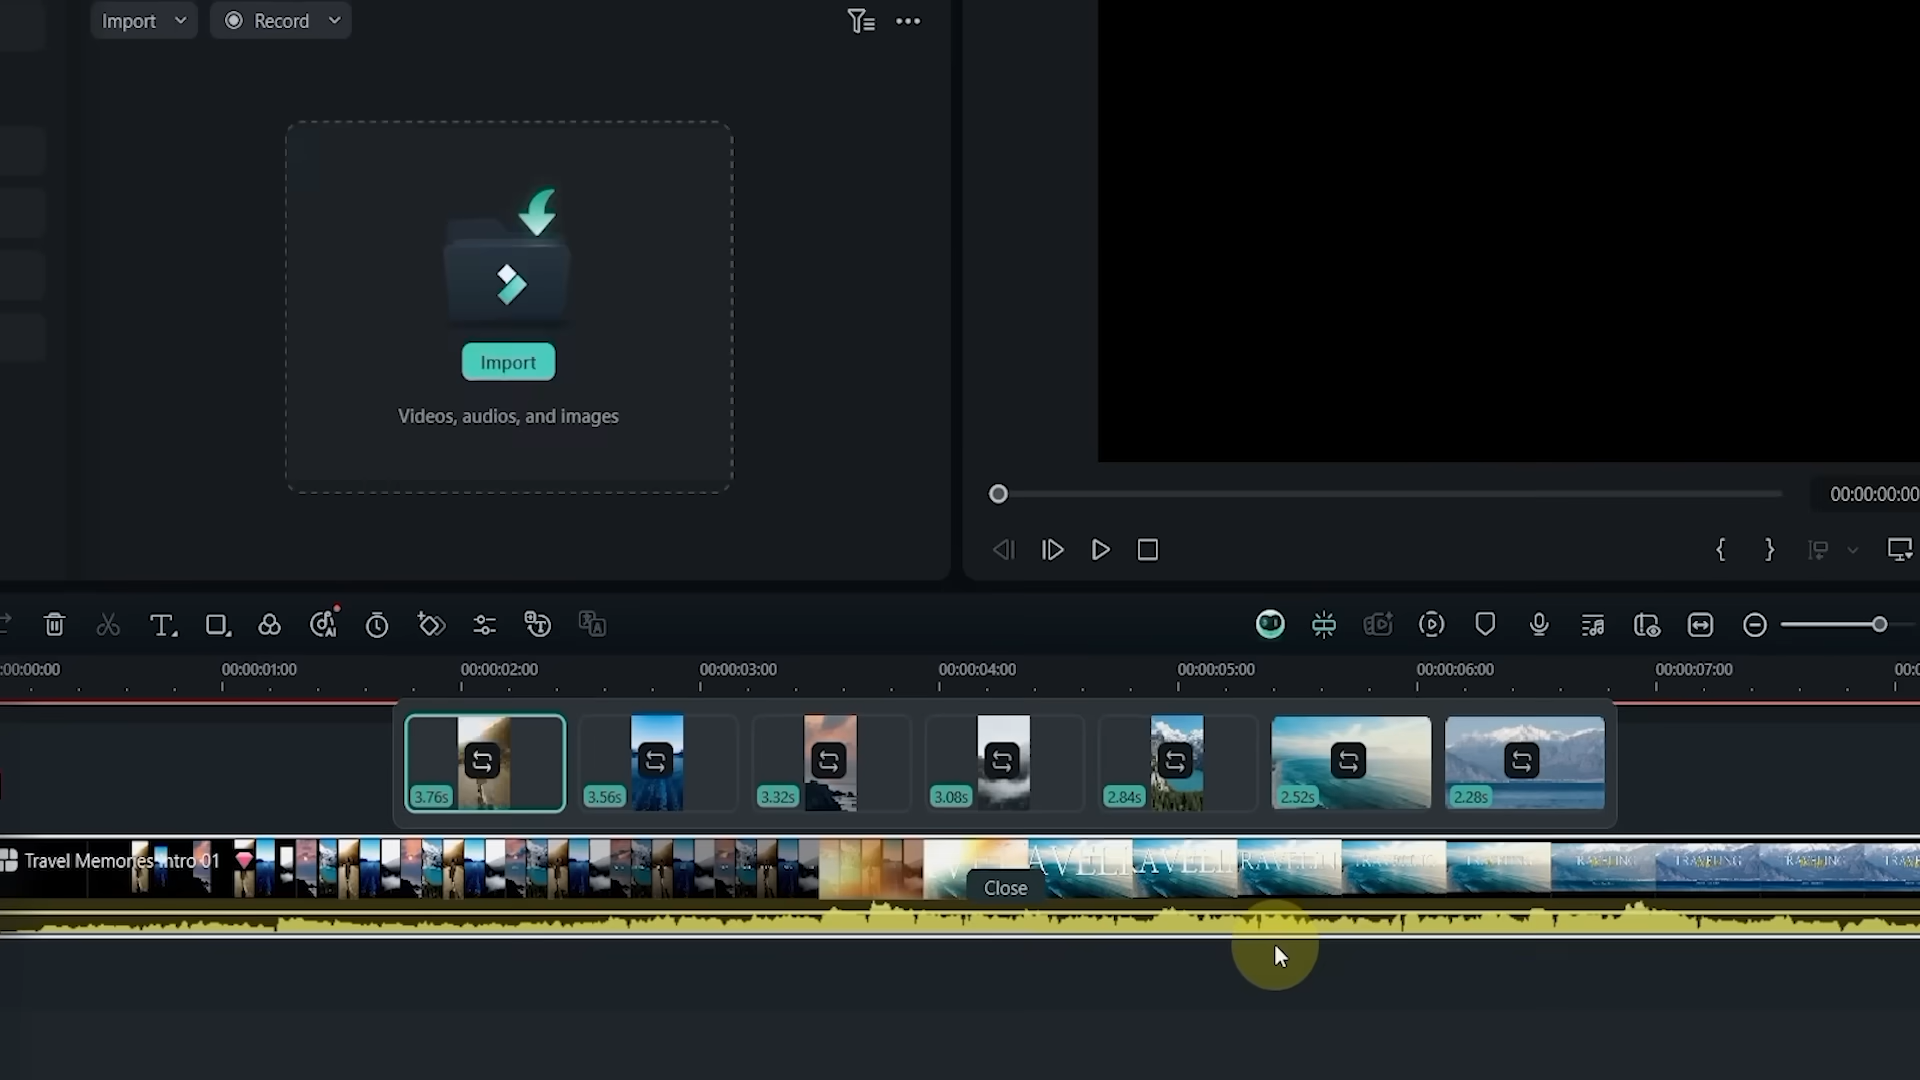 Import
Record
Import
Videos, audios, and images
00:00:00:00
:00:00:00
00:00:01:00
00:00:02:00
00:00:03:00
00:00:04:00
00:00:05:00
00:00:06:00
00:00:07:00
3.76s
3.56s
3.32s
3.08s
2.84s
2.52s
2.28s
Travel Memories Intro 01
Close
TRAVELING
TRAVELING
TRAVELING